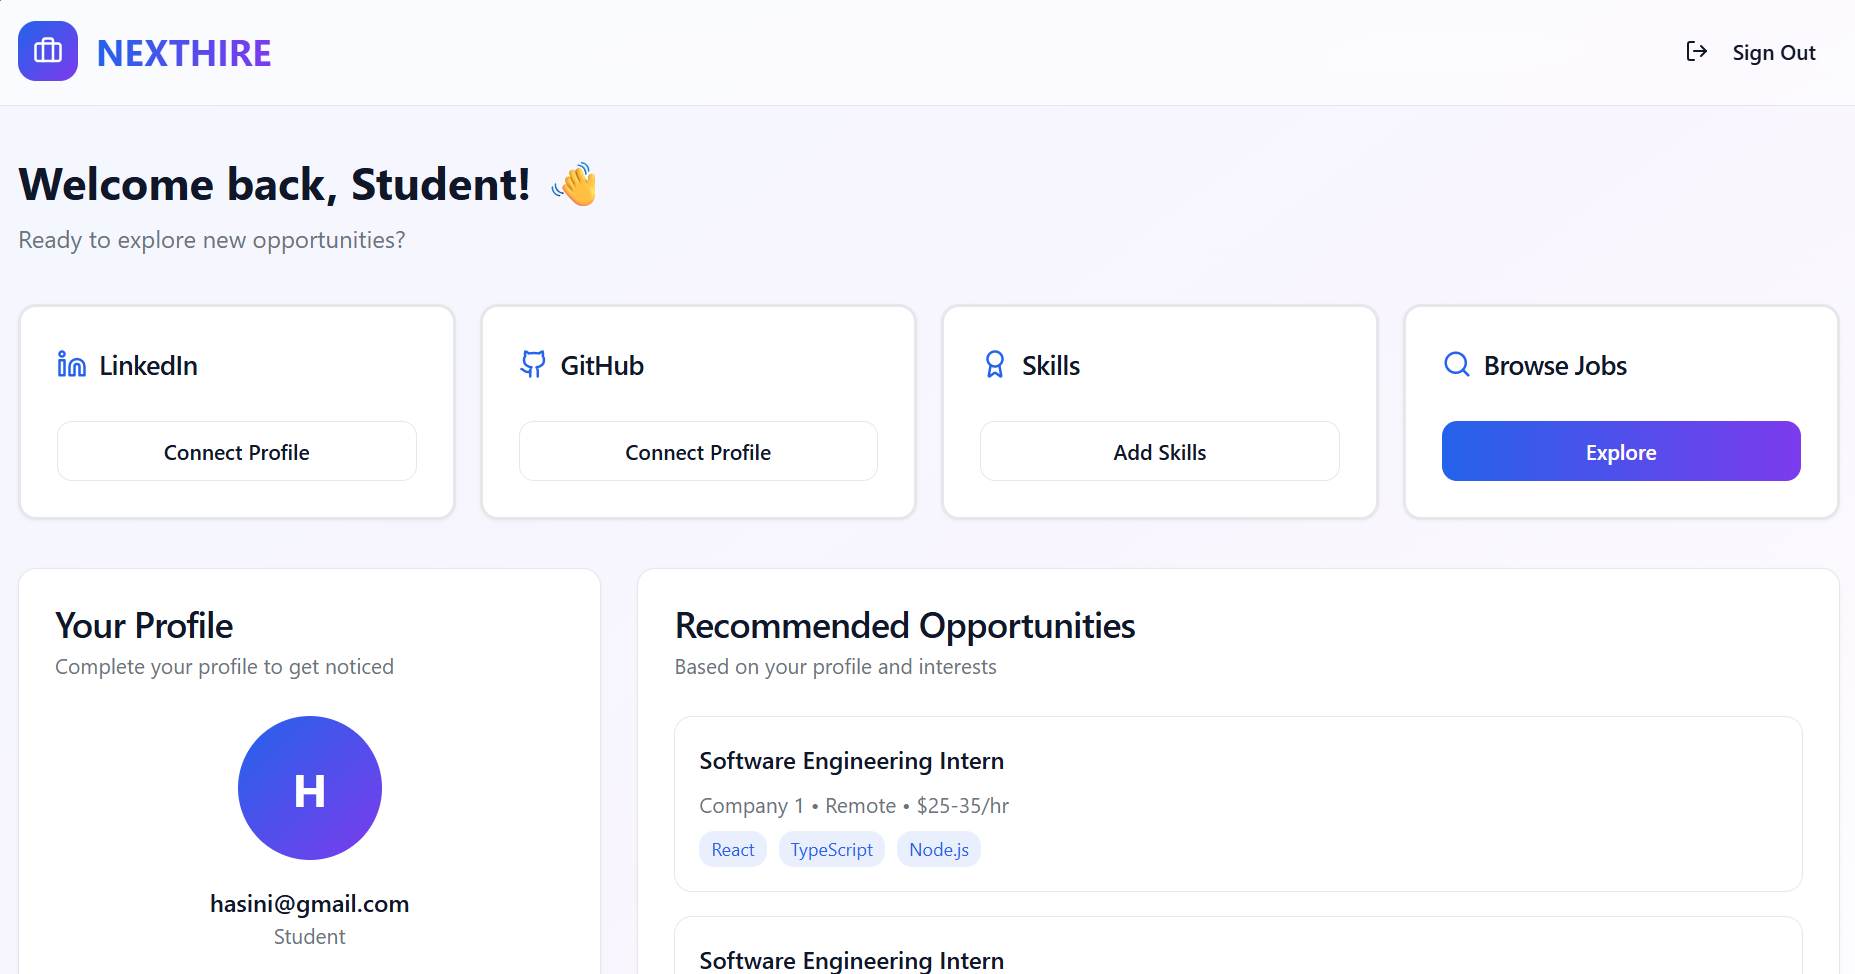 NEXTHIRE
Sign Out
Welcome back, Student! 👋
Ready to explore new opportunities?
LinkedIn
Connect Profile
GitHub
Connect Profile
Skills
Add Skills
Browse Jobs
Explore
Your Profile
Complete your profile to get noticed
H
hasini@gmail.com
Student
Recommended Opportunities
Based on your profile and interests
Software Engineering Intern
Company 1 • Remote • $25-35/hr
React TypeScript Node.js
Software Engineering Intern